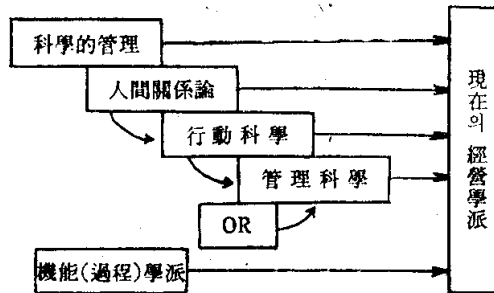 科學的管理
人間關係論
行動科學
管理科學
OR
機能(過程)學派
現在의 經營學派